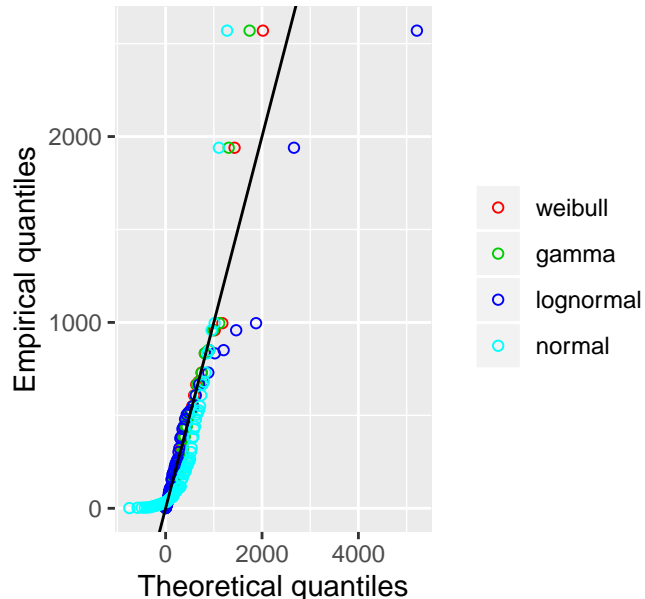 Empirical quantiles
2000
1000
0
0
2000
4000
Theoretical quantiles
weibull
gamma
lognormal
normal